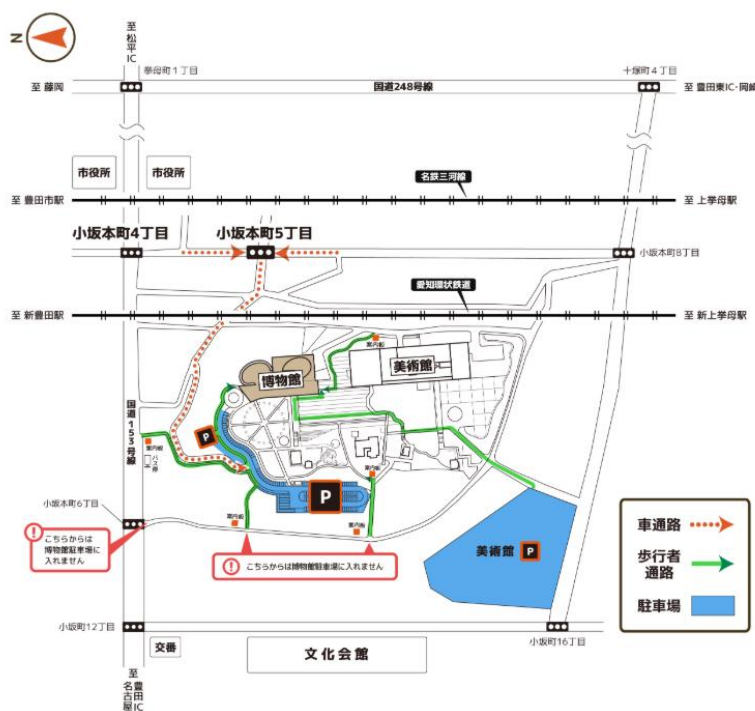 N
至松平IC
挙母町1丁目
十塚町4丁目
至 藤岡
国道248号線
至 豊田東IC・岡崎
市役所
市役所
名鉄三河線
至 豊田市駅
至 上挙母駅
小坂本町4丁目
小坂本町5丁目
小坂本町8丁目
愛知環状鉄道
至 新豊田駅
至 新上挙母駅
案内板
美術館
博物館
国道153号線
P
案内板
バス停
案内板
P
小坂本町6丁目
案内板
案内板
!
こちらからは
博物館駐車場に
入れません
!
こちらからは博物館駐車場に入れません
美術館
P
車通路
歩行者
通路
駐車場
小坂町12丁目
小坂町16丁目
交番
文化会館
至 豊田IC
名古屋